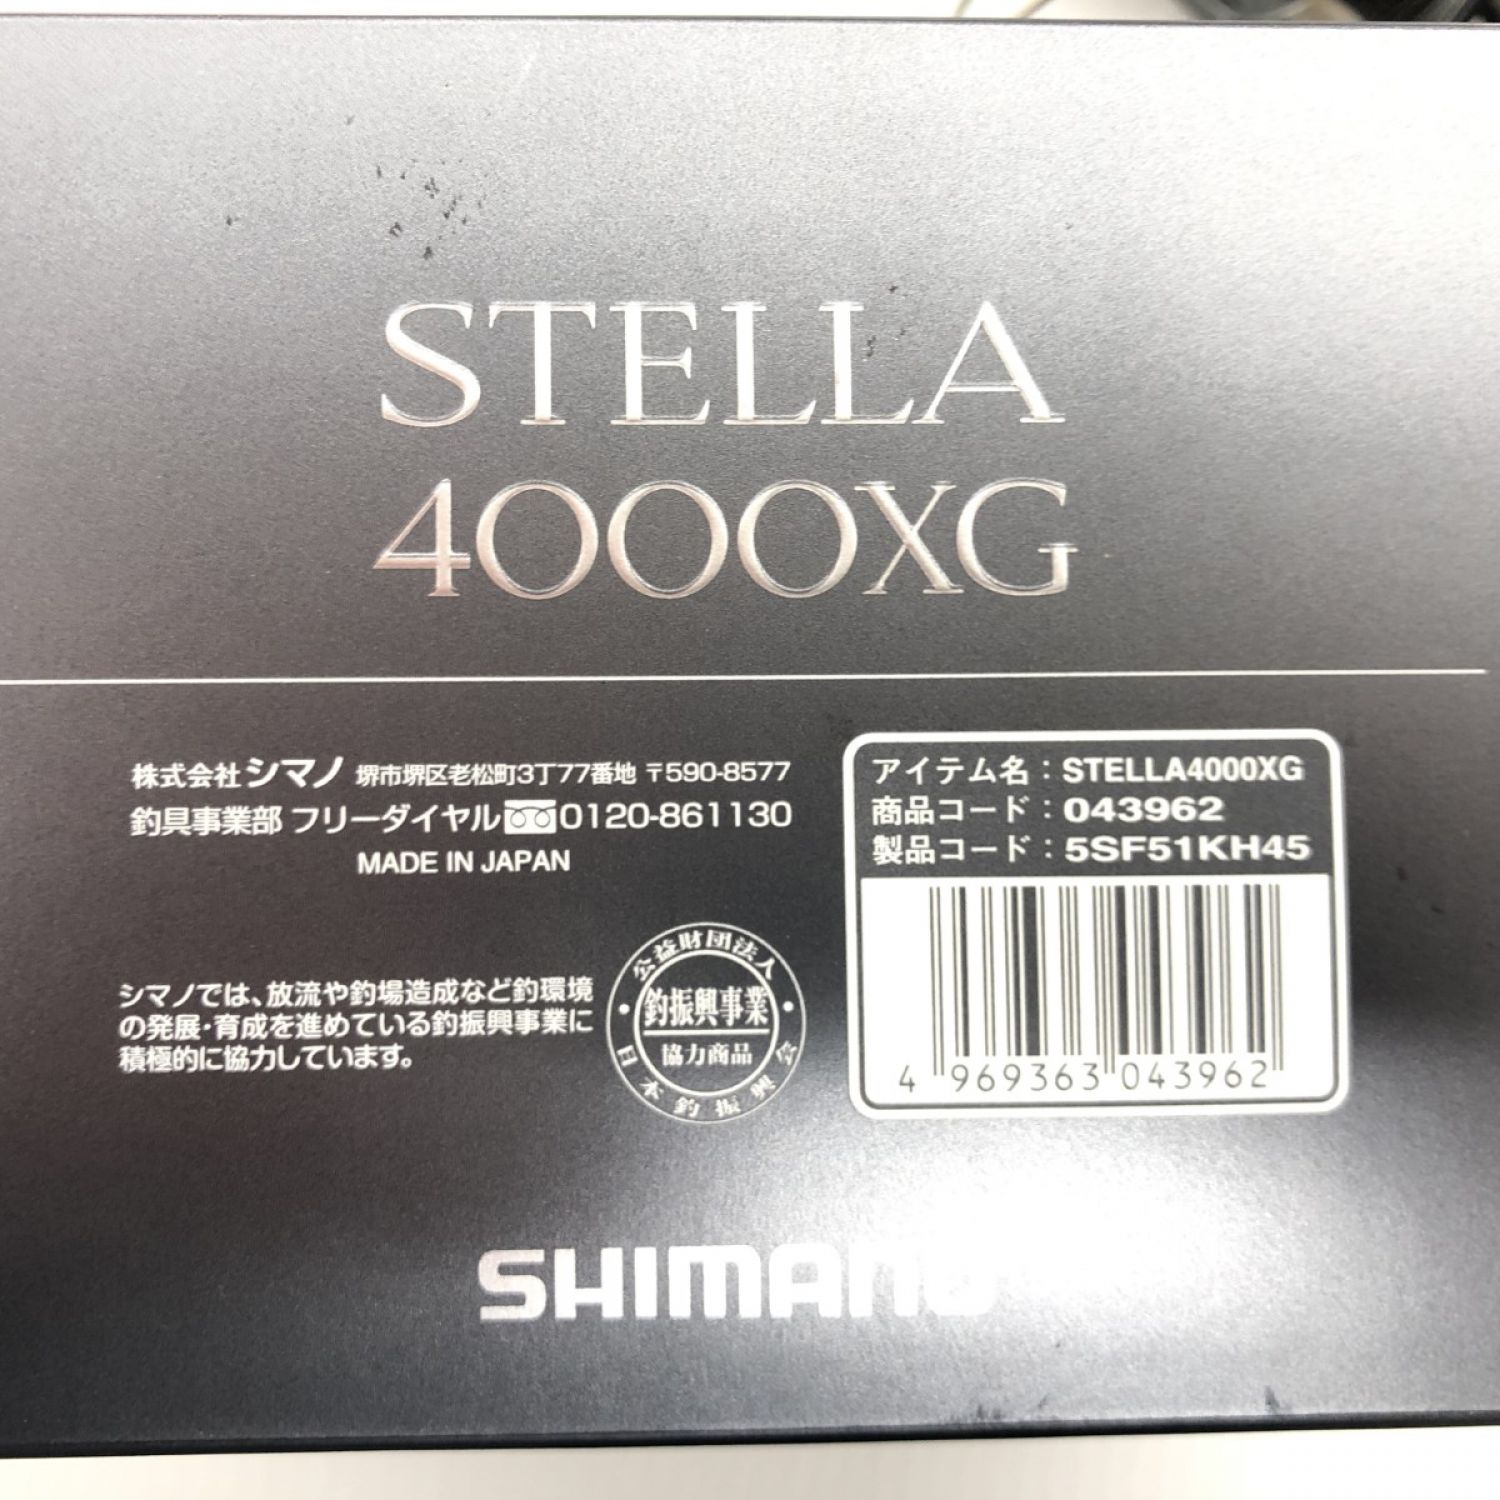 STELLA
4000XG
株式会社シマノ 堺市堺区老松町3丁77番地 〒590-8577
釣具事業部 フリーダイヤル 0120-861130
MADE IN JAPAN
シマノでは、放流や釣場造成など釣環境
の発展・育成を進めている釣振興事業に
積極的に協力しています。
公益財団法人
釣振興事業
協力商品
日本釣振興会
アイテム名：STELLA4000XG
商品コード：043962
製品コード：5SF51KH45
4 969363 043962
SHIMANO